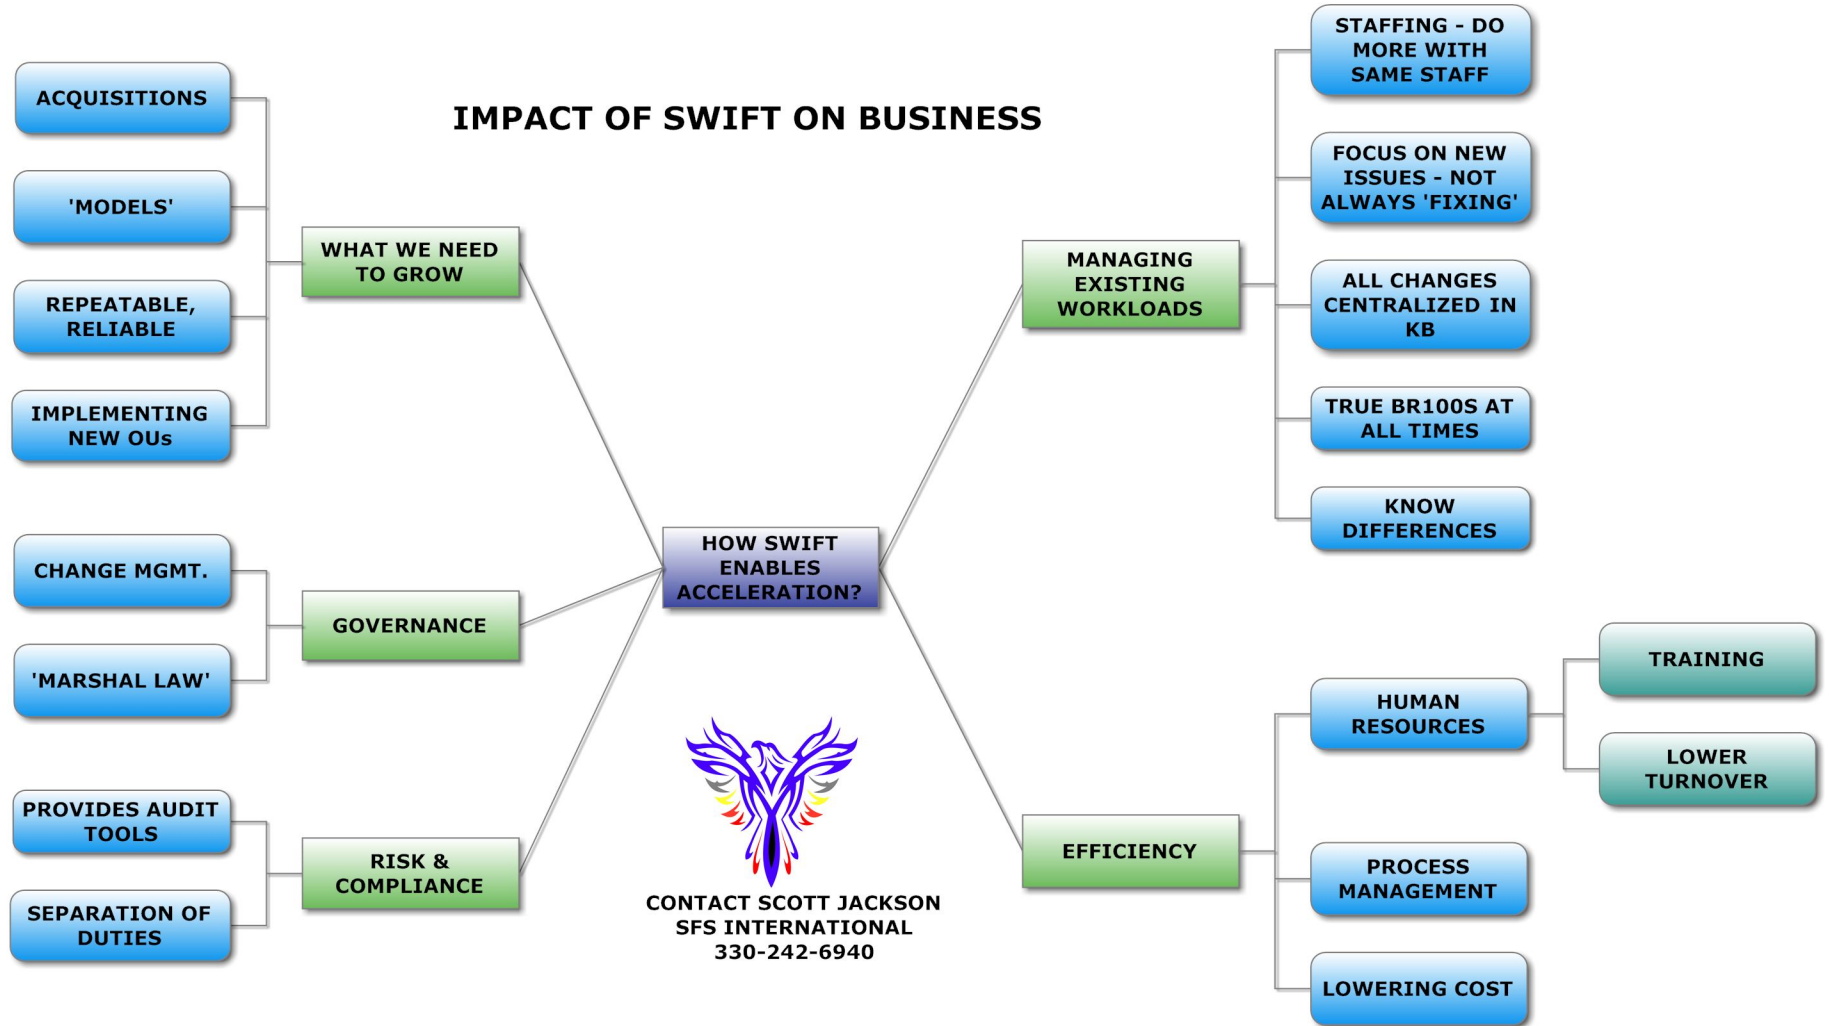 IMPACT OF SWIFT ON BUSINESS
ACQUISITIONS
'MODELS'
REPEATABLE,
RELIABLE
IMPLEMENTING
NEW OUs
WHAT WE NEED
TO GROW
CHANGE MGMT.
'MARSHAL LAW'
GOVERNANCE
PROVIDES AUDIT
TOOLS
SEPARATION OF
DUTIES
RISK &
COMPLIANCE
HOW SWIFT
ENABLES
ACCELERATION?
CONTACT SCOTT JACKSON
SFS INTERNATIONAL
330-242-6940
MANAGING
EXISTING
WORKLOADS
STAFFING - DO
MORE WITH
SAME STAFF
FOCUS ON NEW
ISSUES - NOT
ALWAYS 'FIXING'
ALL CHANGES
CENTRALIZED IN
KB
TRUE BR100S AT
ALL TIMES
KNOW
DIFFERENCES
EFFICIENCY
HUMAN
RESOURCES
TRAINING
LOWER
TURNOVER
PROCESS
MANAGEMENT
LOWERING COST